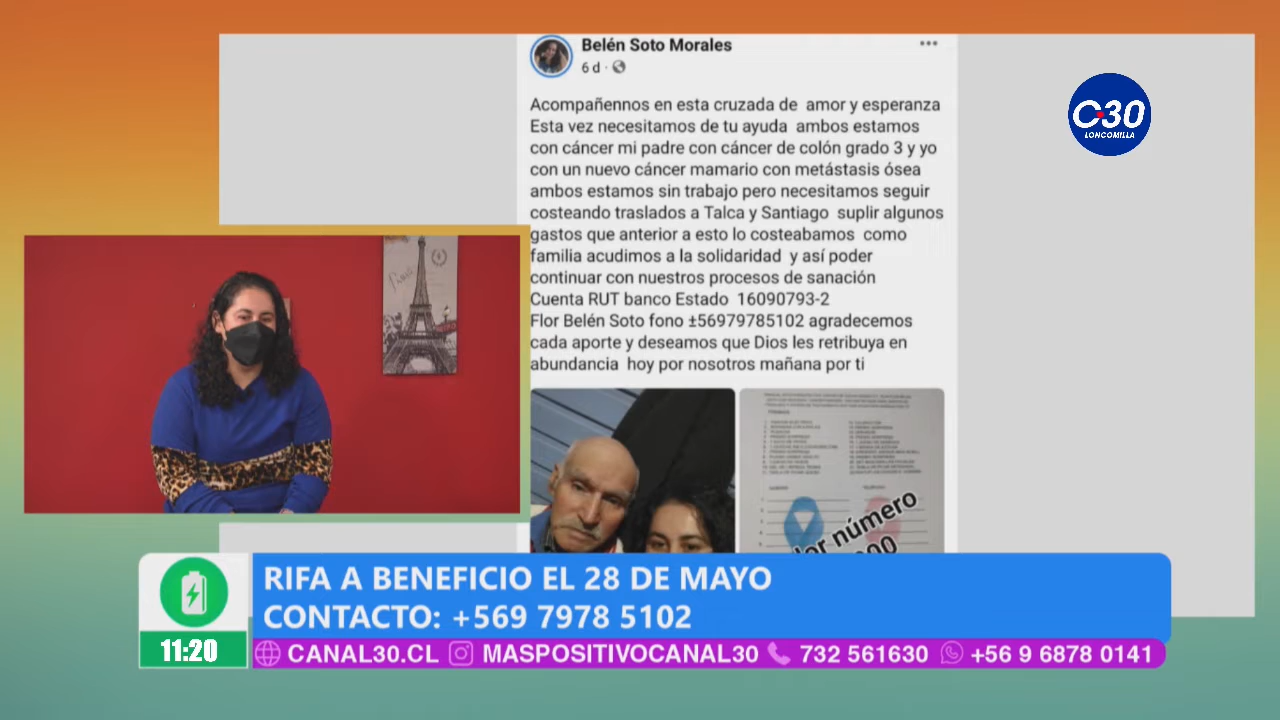 Belén Soto Morales
6 d ·
Acompañennos en esta cruzada de amor y esperanza
Esta vez necesitamos de tu ayuda ambos estamos
con cáncer mi padre con cáncer de colón grado 3 y yo
con un nuevo cáncer mamario con metástasis ósea
ambos estamos sin trabajo pero necesitamos seguir
costeando traslados a Talca y Santiago suplir algunos
gastos que anterior a esto lo costeabamos como
familia acudimos a la solidaridad y así poder
continuar con nuestros procesos de sanación
Cuenta RUT banco Estado 16090793-2
Flor Belén Soto fono ±56979785102 agradecemos
cada aporte y deseamos que Dios les retribuya en
abundancia hoy por nosotros mañana por ti
C30
LONCOMILLA
número
RIFA A BENEFICIO EL 28 DE MAYO
CONTACTO: +569 7978 5102
11:20
CANAL30.CL MASPOSITIVOCANAL30 732 561630 +56 9 6878 0141